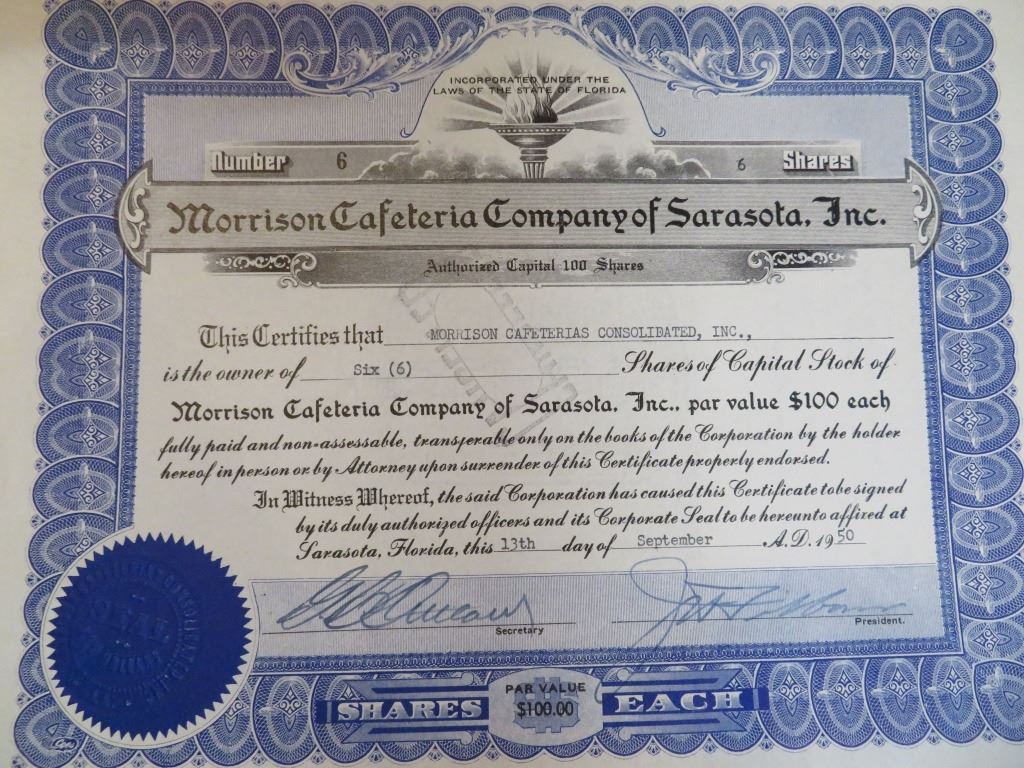 INCORPORATED UNDER THE
LAWS OF THE STATE OF FLORIDA
Number 6 6 Shares
Morrison Cafeteria Company of Sarasota, Inc.
Authorized Capital 100 Shares
This Certifies that MORRISON CAFETERIAS CONSOLIDATED, INC.,
is the owner of Six (6) Shares of Capital Stock of
Morrison Cafeteria Company of Sarasota, Inc., par value $100 each
fully paid and non-assessable, transferable only on the books of the Corporation by the holder
hereof in person or by Attorney upon surrender of this Certificate properly endorsed.
In Witness Whereof, the said Corporation has caused this Certificate to be signed
by its duly authorized officers and its Corporate Seal to be hereunto affixed at
Sarasota, Florida, this 13th day of September A.D. 1950
Secretary
President.
SEAL
SHARES PAR VALUE $100.00 EACH